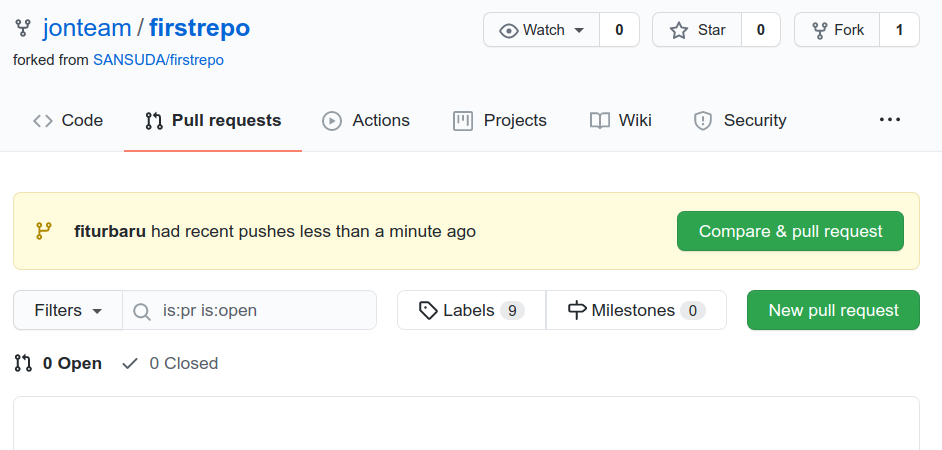 jonteam / firstrepo
Watch 0 Star 0 Fork 1
forked from SANSUDA/firstrepo
Code Pull requests Actions Projects Wiki Security ...
fiturbaru had recent pushes less than a minute ago Compare & pull request
Filters is:pr is:open Labels 9 Milestones 0 New pull request
0 Open 0 Closed